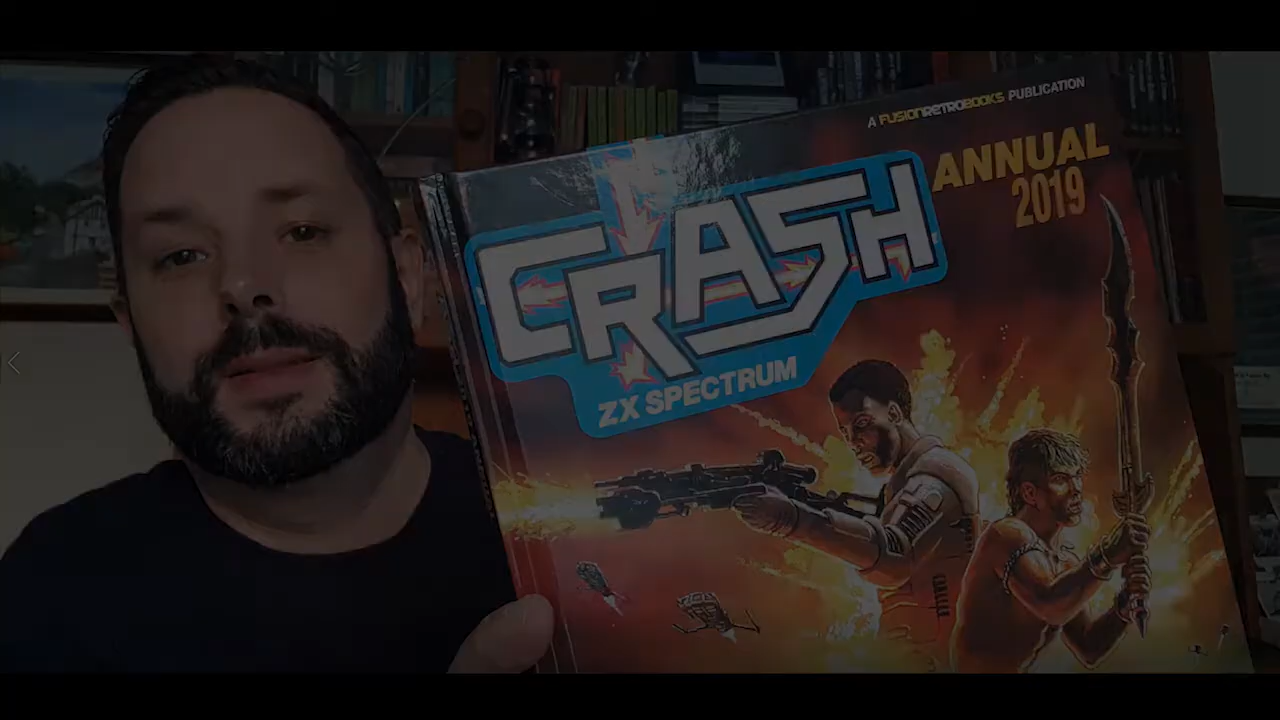 A FUSIONRETROBOOKS PUBLICATION
ANNUAL
2019
CRASH
ZX SPECTRUM